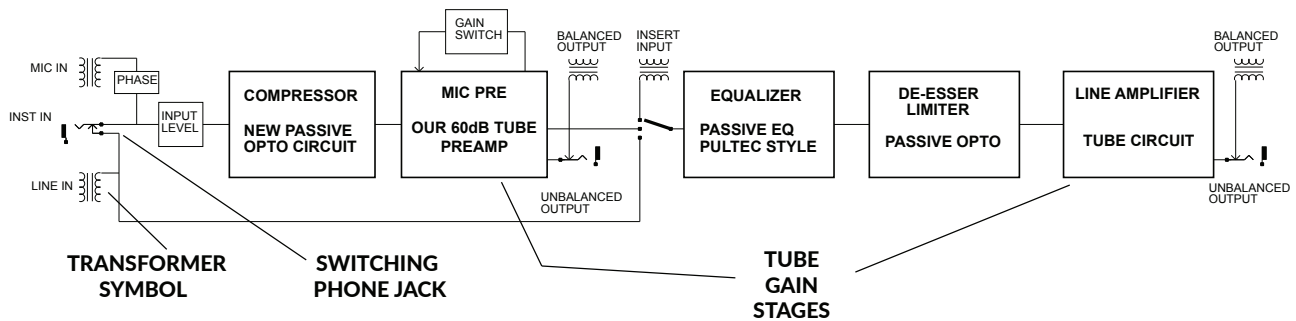 GAIN
SWITCH
BALANCED
OUTPUT
INSERT
INPUT
BALANCED
OUTPUT
MIC IN
PHASE
INST IN
INPUT
LEVEL
COMPRESSOR
NEW PASSIVE
OPTO CIRCUIT
MIC PRE
OUR 60dB TUBE
PREAMP
EQUALIZER
PASSIVE EQ
PULTEC STYLE
DE-ESSER
LIMITER
PASSIVE OPTO
LINE AMPLIFIER
TUBE CIRCUIT
LINE IN
UNBALANCED
OUTPUT
UNBALANCED
OUTPUT
TRANSFORMER
SYMBOL
SWITCHING
PHONE JACK
TUBE
GAIN
STAGES